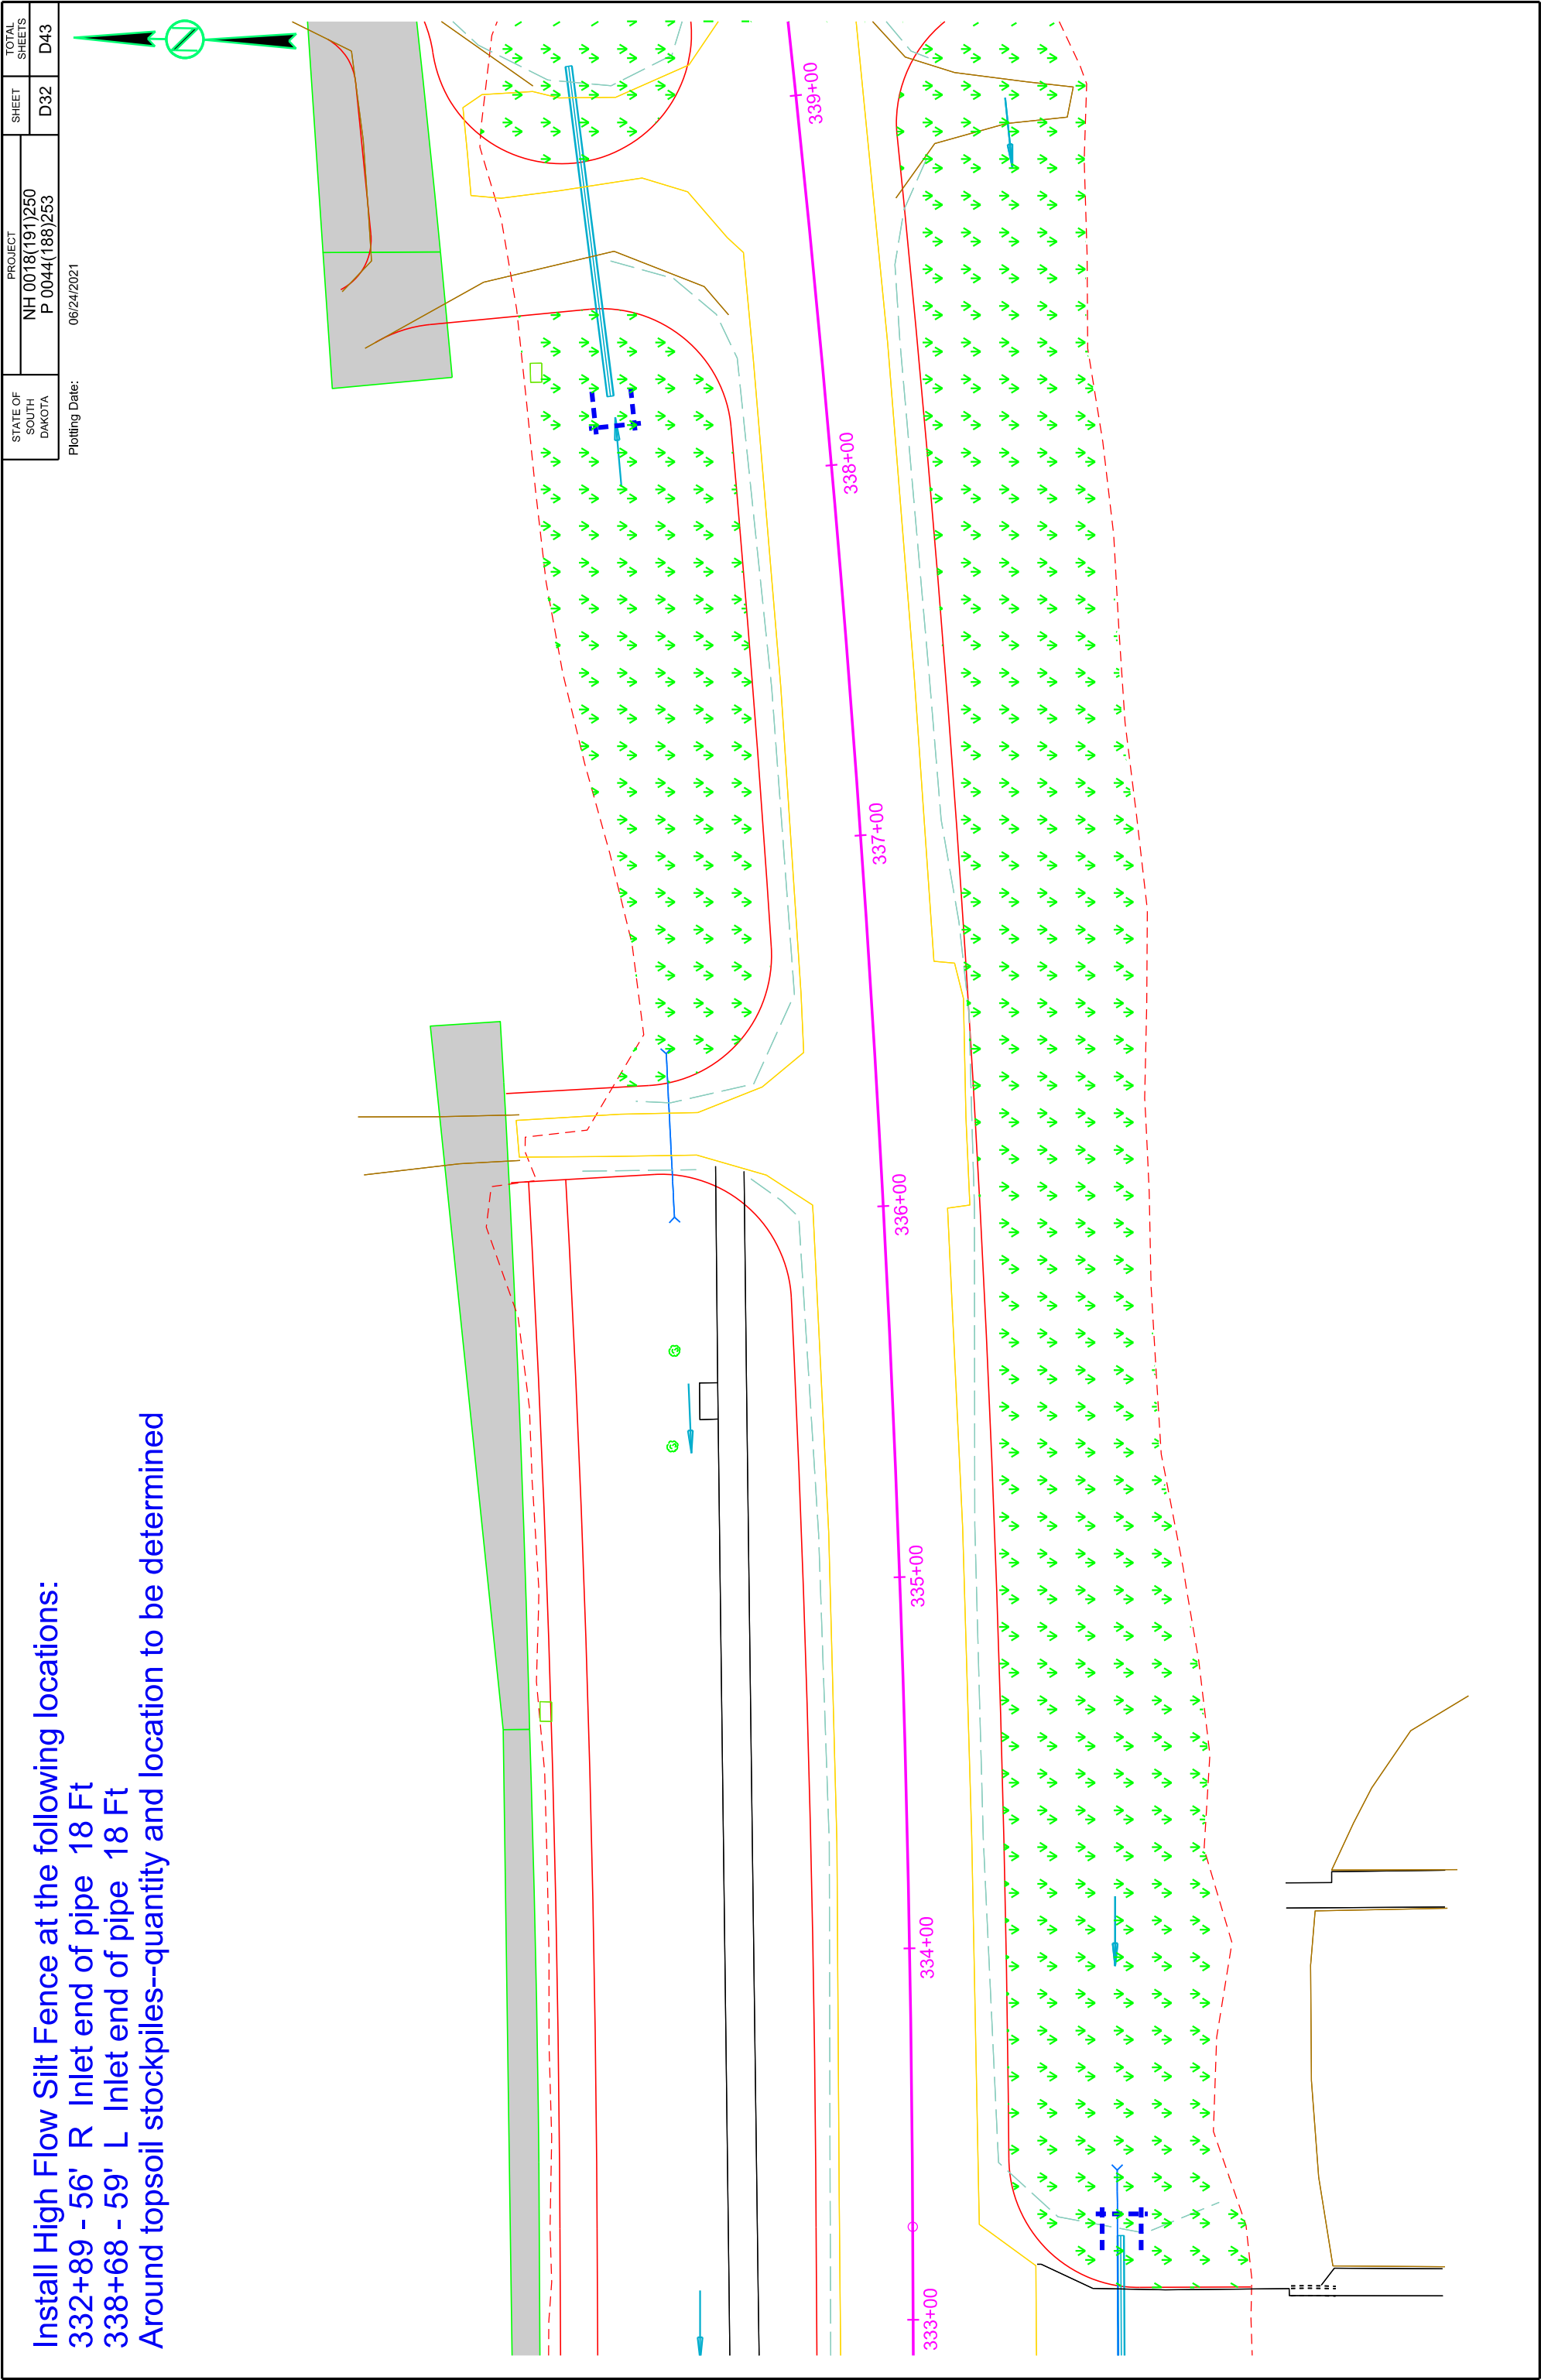 STATE OF
SOUTH
DAKOTA
PROJECT
NH 0018(191)250
P 0044(188)253
SHEET
D32
TOTAL
SHEETS
D43
Plotting Date: 06/24/2021
N
Install High Flow Silt Fence at the following locations:
332+89 - 56' R Inlet end of pipe 18 Ft
338+68 - 59' L Inlet end of pipe 18 Ft
Around topsoil stockpiles--quantity and location to be determined
333+00
334+00
335+00
336+00
337+00
338+00
339+00